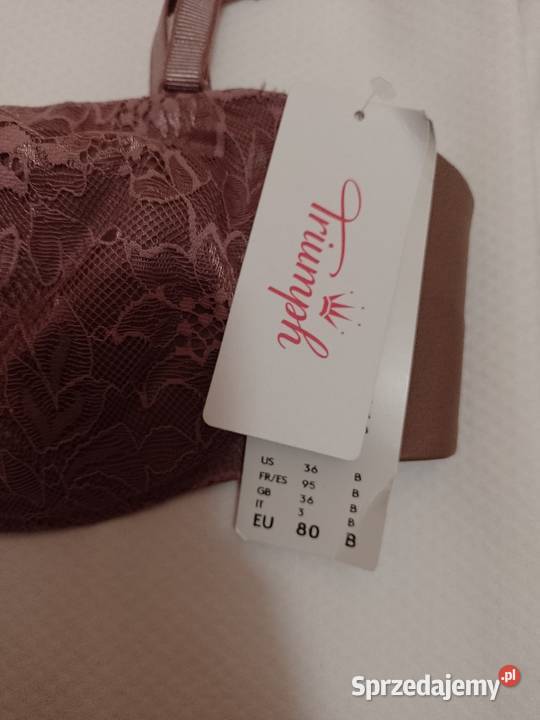 Triumph
US 36 B
FR/ES 95 B
GB 36 B
IT 3 B
EU 80 B
Sprzedajemy.pl